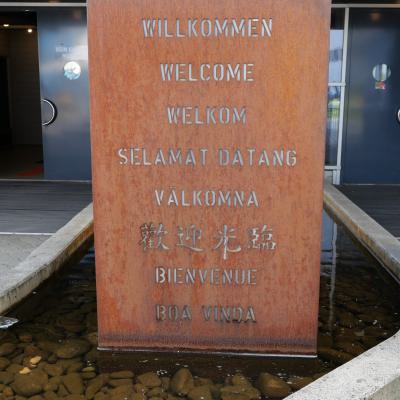 WILLKOMMEN
WELCOME
WELKOM
SELAMAT DATANG
VÄLKOMNA
歡迎光臨
BIENVENUE
BOA VINDA